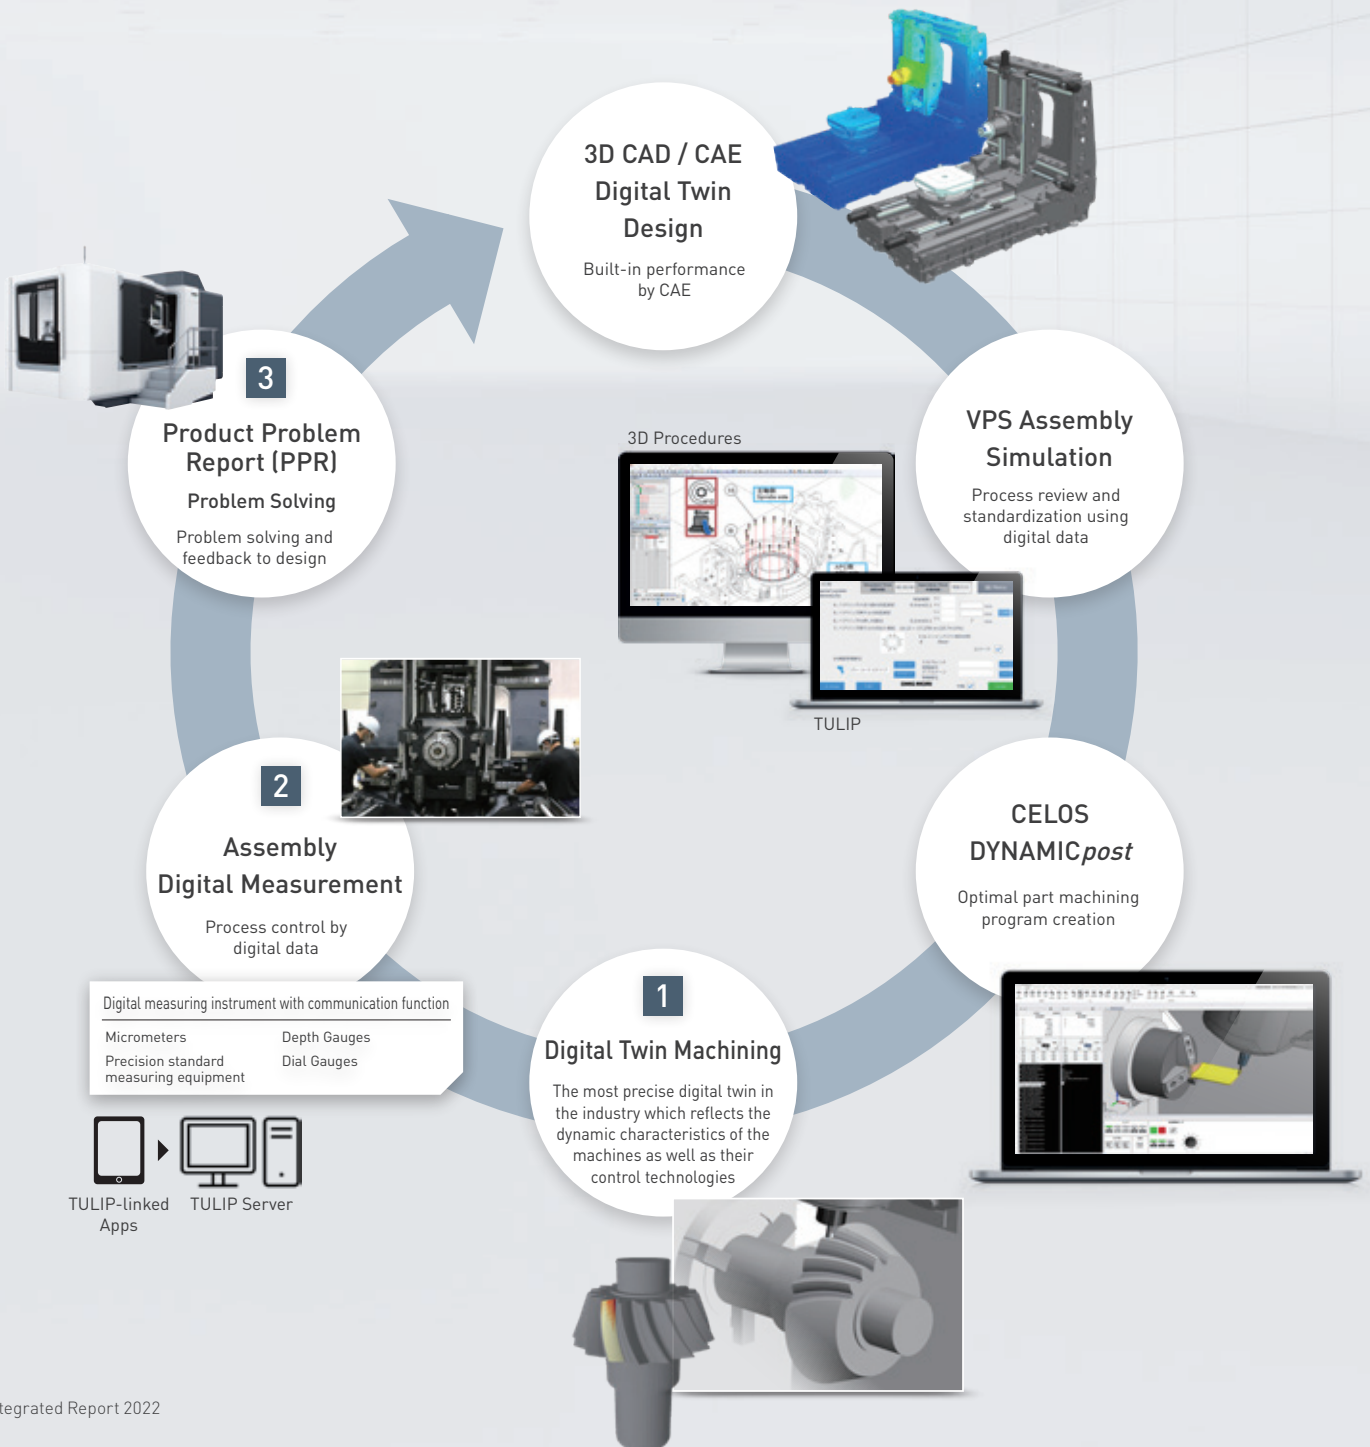 3D CAD / CAE
Digital Twin
Design
Built-in performance
by CAE
VPS Assembly
Simulation
Process review and
standardization using
digital data
3D Procedures
TULIP
CELOS
DYNAMICpost
Optimal part machining
program creation
1
Digital Twin Machining
The most precise digital twin in
the industry which reflects the
dynamic characteristics of the
machines as well as their
control technologies
2
Assembly
Digital Measurement
Process control by
digital data
Digital measuring instrument with communication function
Micrometers
Depth Gauges
Precision standard
measuring equipment
Dial Gauges
TULIP-linked
Apps
TULIP Server
3
Product Problem
Report (PPR)
Problem Solving
Problem solving and
feedback to design
tegrated Report 2022